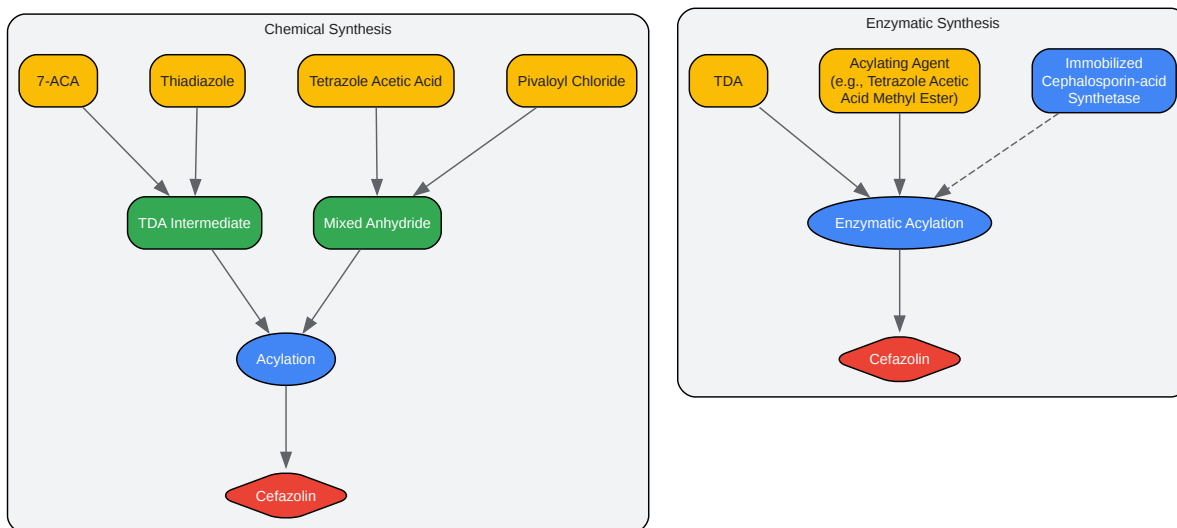 Chemical Synthesis
7-ACA
Thiadiazole
Tetrazole Acetic Acid
Pivaloyl Chloride
TDA Intermediate
Mixed Anhydride
Acylation
Cefazolin
Enzymatic Synthesis
TDA
Acylating Agent
(e.g., Tetrazole Acetic
Acid Methyl Ester)
Immobilized
Cephalosporin-acid
Synthetase
Enzymatic Acylation
Cefazolin